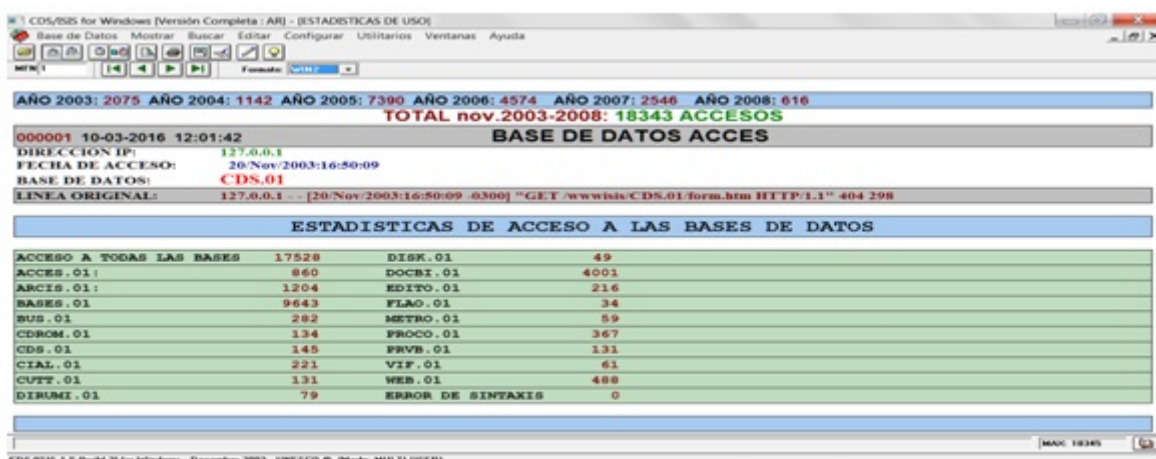 CDS/ISIS for Windows [Versión Completa : AR] - [ESTADISTICAS DE USO]
Base de Datos Mostrar Buscar Editar Configurar Utilitarios Ventanas Ayuda
MFN 1 Formato: WIN2
AÑO 2003: 2075 AÑO 2004: 1142 AÑO 2005: 7390 AÑO 2006: 4574 AÑO 2007: 2546 AÑO 2008: 616
TOTAL nov.2003-2008: 18343 ACCESOS
000001 10-03-2016 12:01:42 BASE DE DATOS ACCES
DIRECCION IP: 127.0.0.1
FECHA DE ACCESO: 20/Nov/2003:16:50:09
BASE DE DATOS: CDS.01
LINEA ORIGINAL: 127.0.0.1 - - [20/Nov/2003:16:50:09 -0300] "GET /wwwisis/CDS.01/form.htm HTTP/1.1" 404 298
ESTADISTICAS DE ACCESO A LAS BASES DE DATOS
ACCESO A TODAS LAS BASES 17528 DISK.01 49
ACCES.01: 860 DOCBI.01 4001
ARCIS.01: 1204 EDITO.01 216
BASES.01 9643 FLAO.01 34
BUS.01 282 METRO.01 59
CDROM.01 134 PROCO.01 367
CDS.01 145 PRVB.01 131
CIAL.01 221 VIF.01 61
CUTT.01 131 WEB.01 488
DIRUMI.01 79 ERROR DE SINTAXIS 0
MAX: 18345